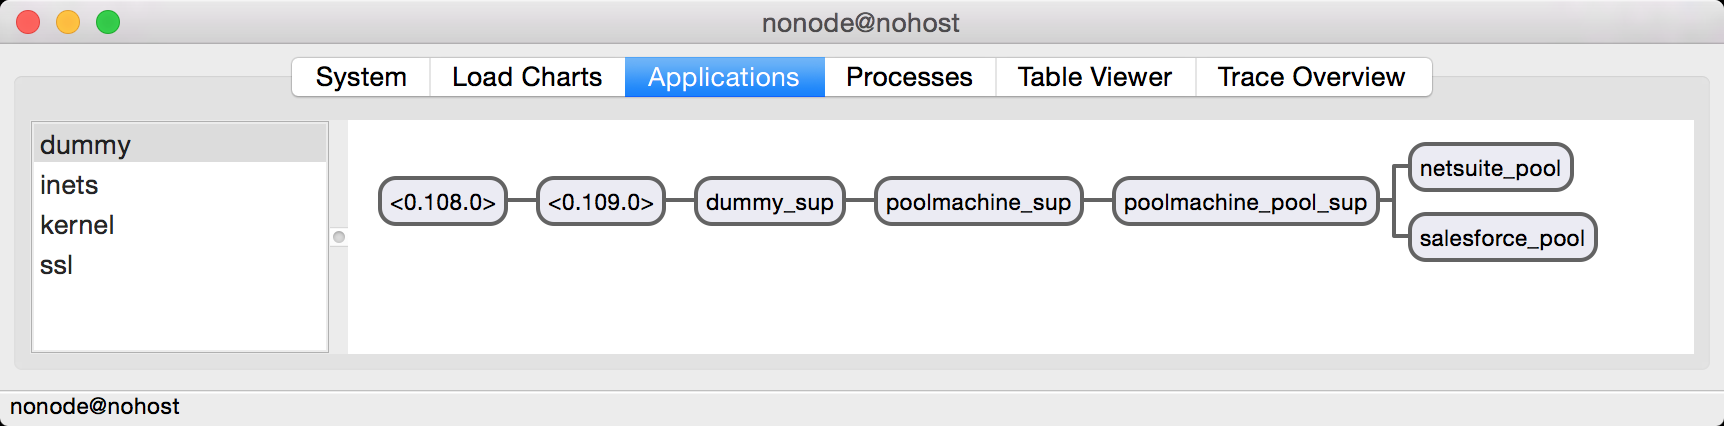 nonode@nohost
System Load Charts Applications Processes Table Viewer Trace Overview
dummy
inets
kernel
ssl
<0.108.0> <0.109.0> dummy_sup poolmachine_sup poolmachine_pool_sup
netsuite_pool
salesforce_pool
nonode@nohost